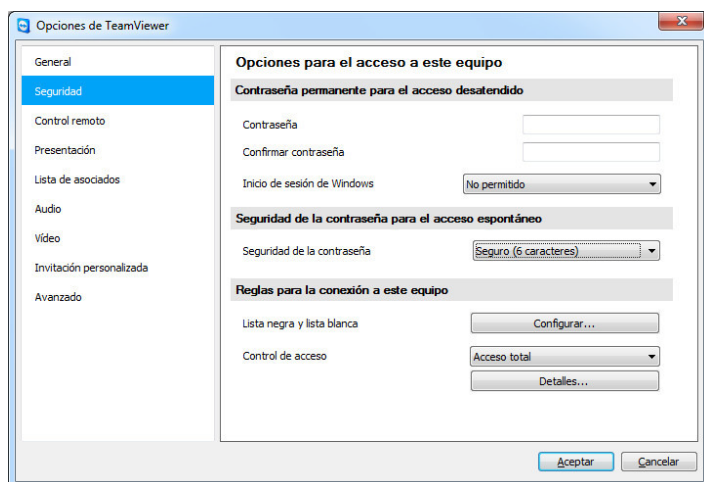 Opciones de TeamViewer
General
Seguridad
Control remoto
Presentación
Lista de asociados
Audio
Vídeo
Invitación personalizada
Avanzado
Opciones para el acceso a este equipo
Contraseña permanente para el acceso desatendido
Contraseña
Confirmar contraseña
Inicio de sesión de Windows No permitido
Seguridad de la contraseña para el acceso espontáneo
Seguridad de la contraseña Seguro (6 caracteres)
Reglas para la conexión a este equipo
Lista negra y lista blanca Configurar...
Control de acceso Acceso total
Detalles...
Aceptar Cancelar